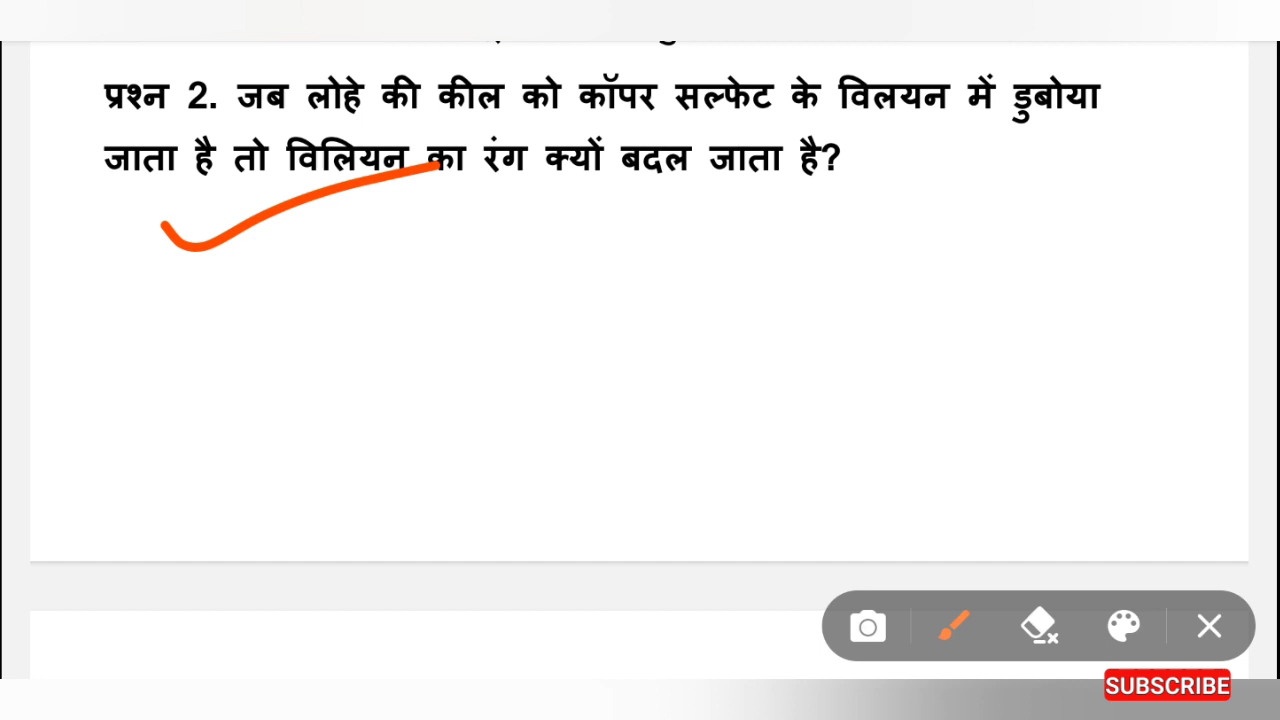 प्रश्न 2. जब लोहे की कील को कॉपर सल्फेट के विलयन में डुबोया
जाता है तो विलियन का रंग क्यों बदल जाता है?
SUBSCRIBE